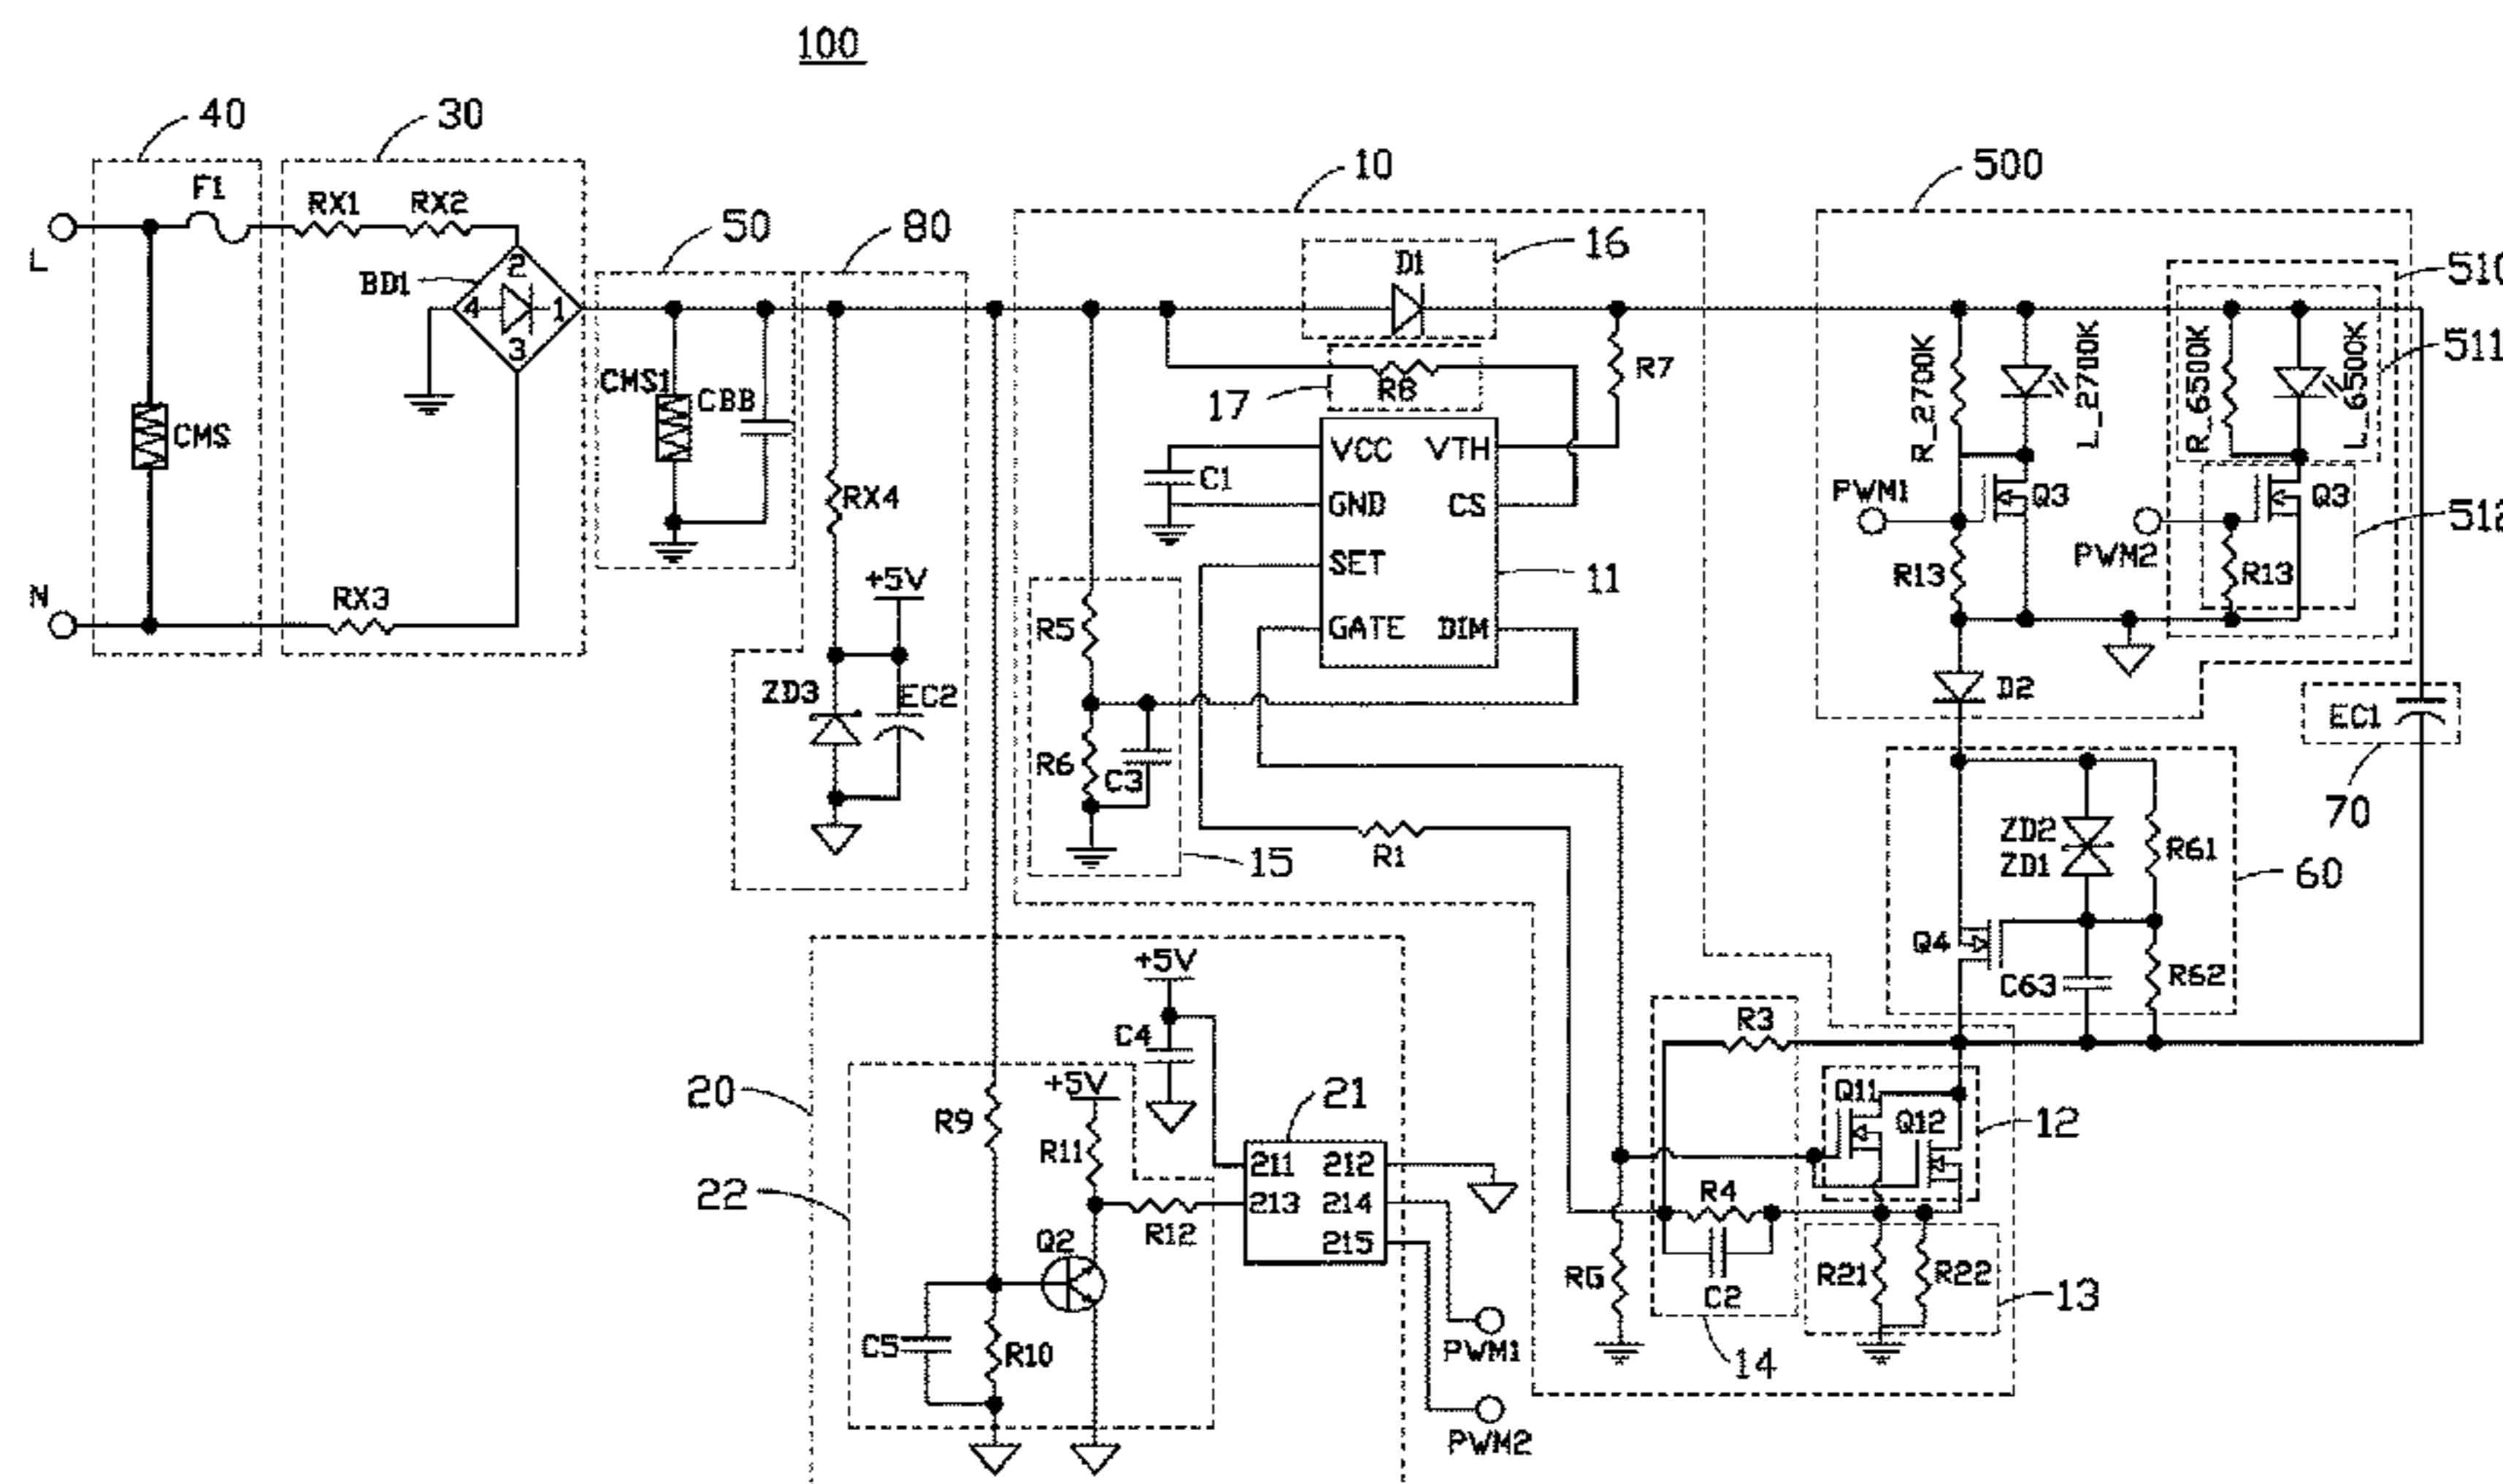 100
40
30
10
500
F1
RX1
RX2
50
80
16
510
L
BD1
2
4
1
3
D1
511
CMS1
CBB
R8
17
R7
R_2700K
L_2700K
R_6500K
L_6500K
CMS
VCC
VTH
C1
GND
CS
RX4
PWM1
Q3
Q3
512
PWM2
SET
11
R13
R13
N
RX3
+5V
R5
GATE
DIM
ZD3
EC2
D2
EC1
R6
C3
70
R1
15
ZD2
ZD1
R61
60
Q4
C63
R62
+5V
C4
R3
20
+5V
21
Q11
Q12
12
R9
R11
211
212
22
213
214
R4
R12
215
Q2
RG
C2
R21
R22
13
C5
R10
PWM1
14
PWM2